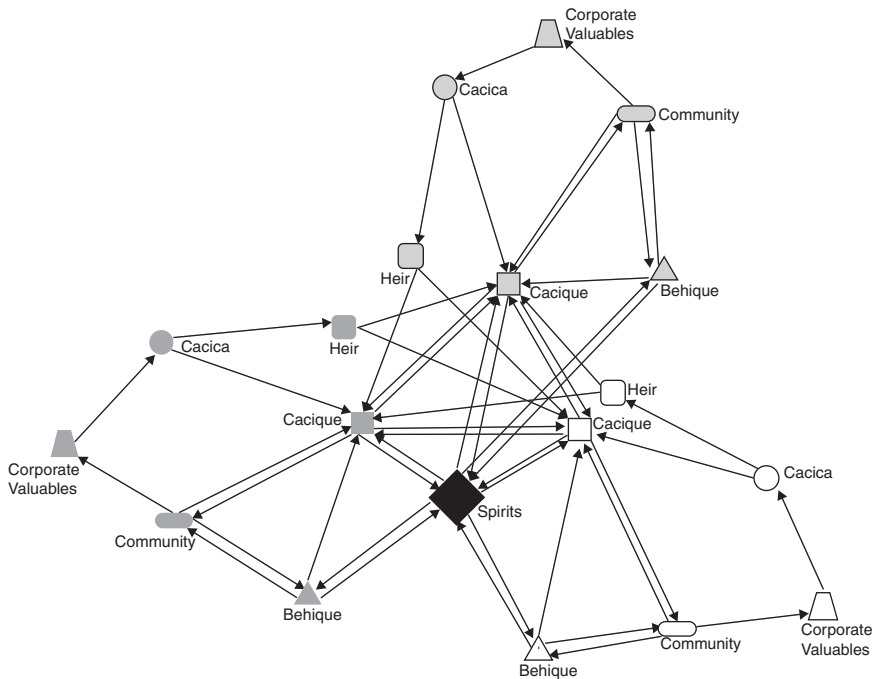 Corporate
Valuables
Cacica
Community
Heir
Cacique
Behique
Cacica
Heir
Heir
Cacique
Cacique
Corporate
Valuables
Cacica
Spirits
Community
Behique
Corporate
Valuables
Community
Behique